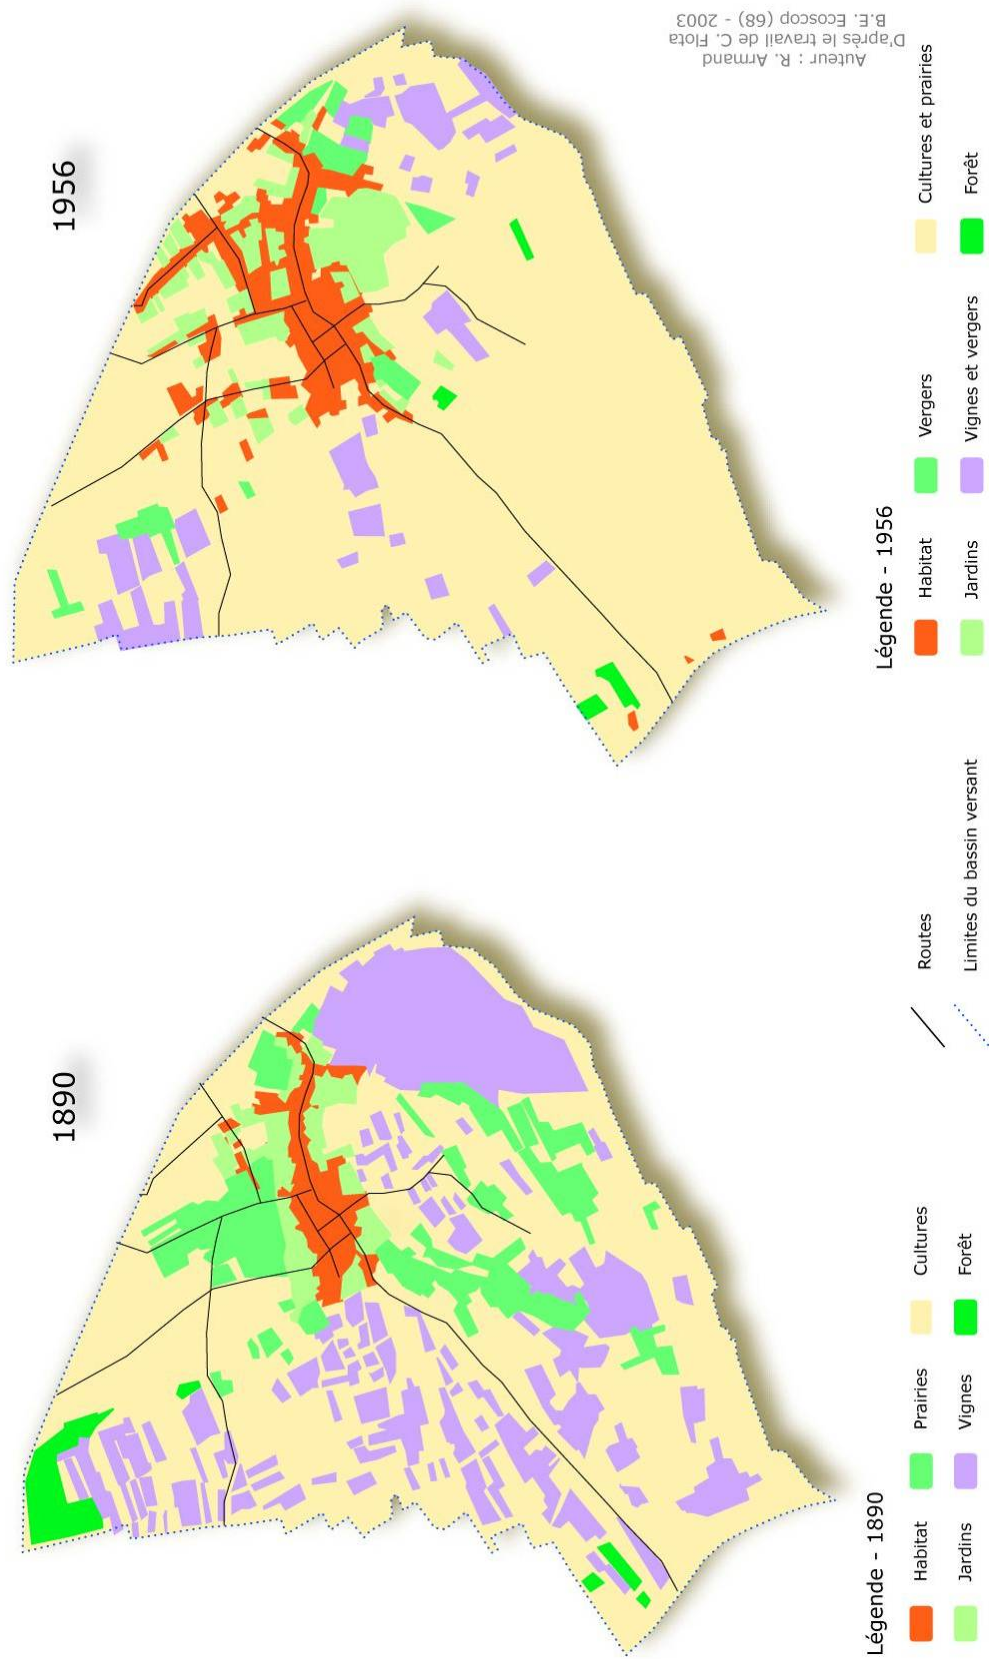 1890
1956
Légende - 1890
Habitat
Prairies
Cultures
Jardins
Vignes
Forêt
Routes
Limites du bassin versant
Légende - 1956
Habitat
Vergers
Cultures et prairies
Jardins
Vignes et vergers
Forêt
Auteur : R. Armand
D'après le travail de C. Flota
B.E. Ecoscop (68) - 2003